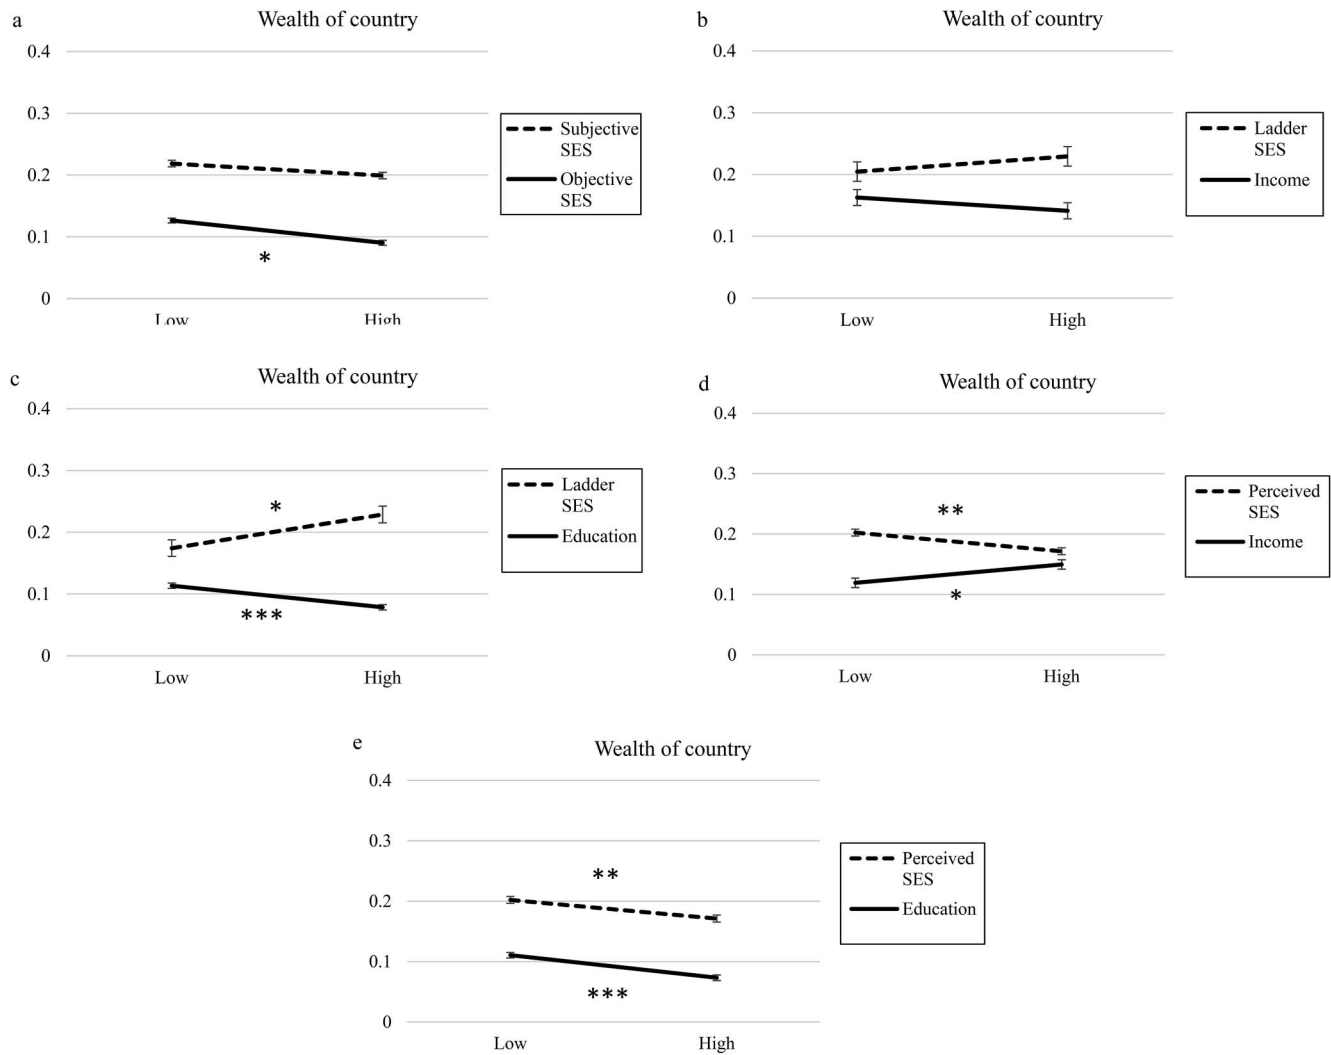 a
Wealth of country
0.4
0.3
0.2
0.1
0
*
Low
High
Subjective
SES
Objective
SES
b
Wealth of country
0.4
0.3
0.2
0.1
0
Low
High
Ladder
SES
Income
c
Wealth of country
0.4
0.3
0.2
0.1
0
*
***
Low
High
Ladder
SES
Education
d
Wealth of country
0.4
0.3
0.2
0.1
0
**
*
Low
High
Perceived
SES
Income
e
Wealth of country
0.4
0.3
0.2
0.1
0
**
***
Low
High
Perceived
SES
Education